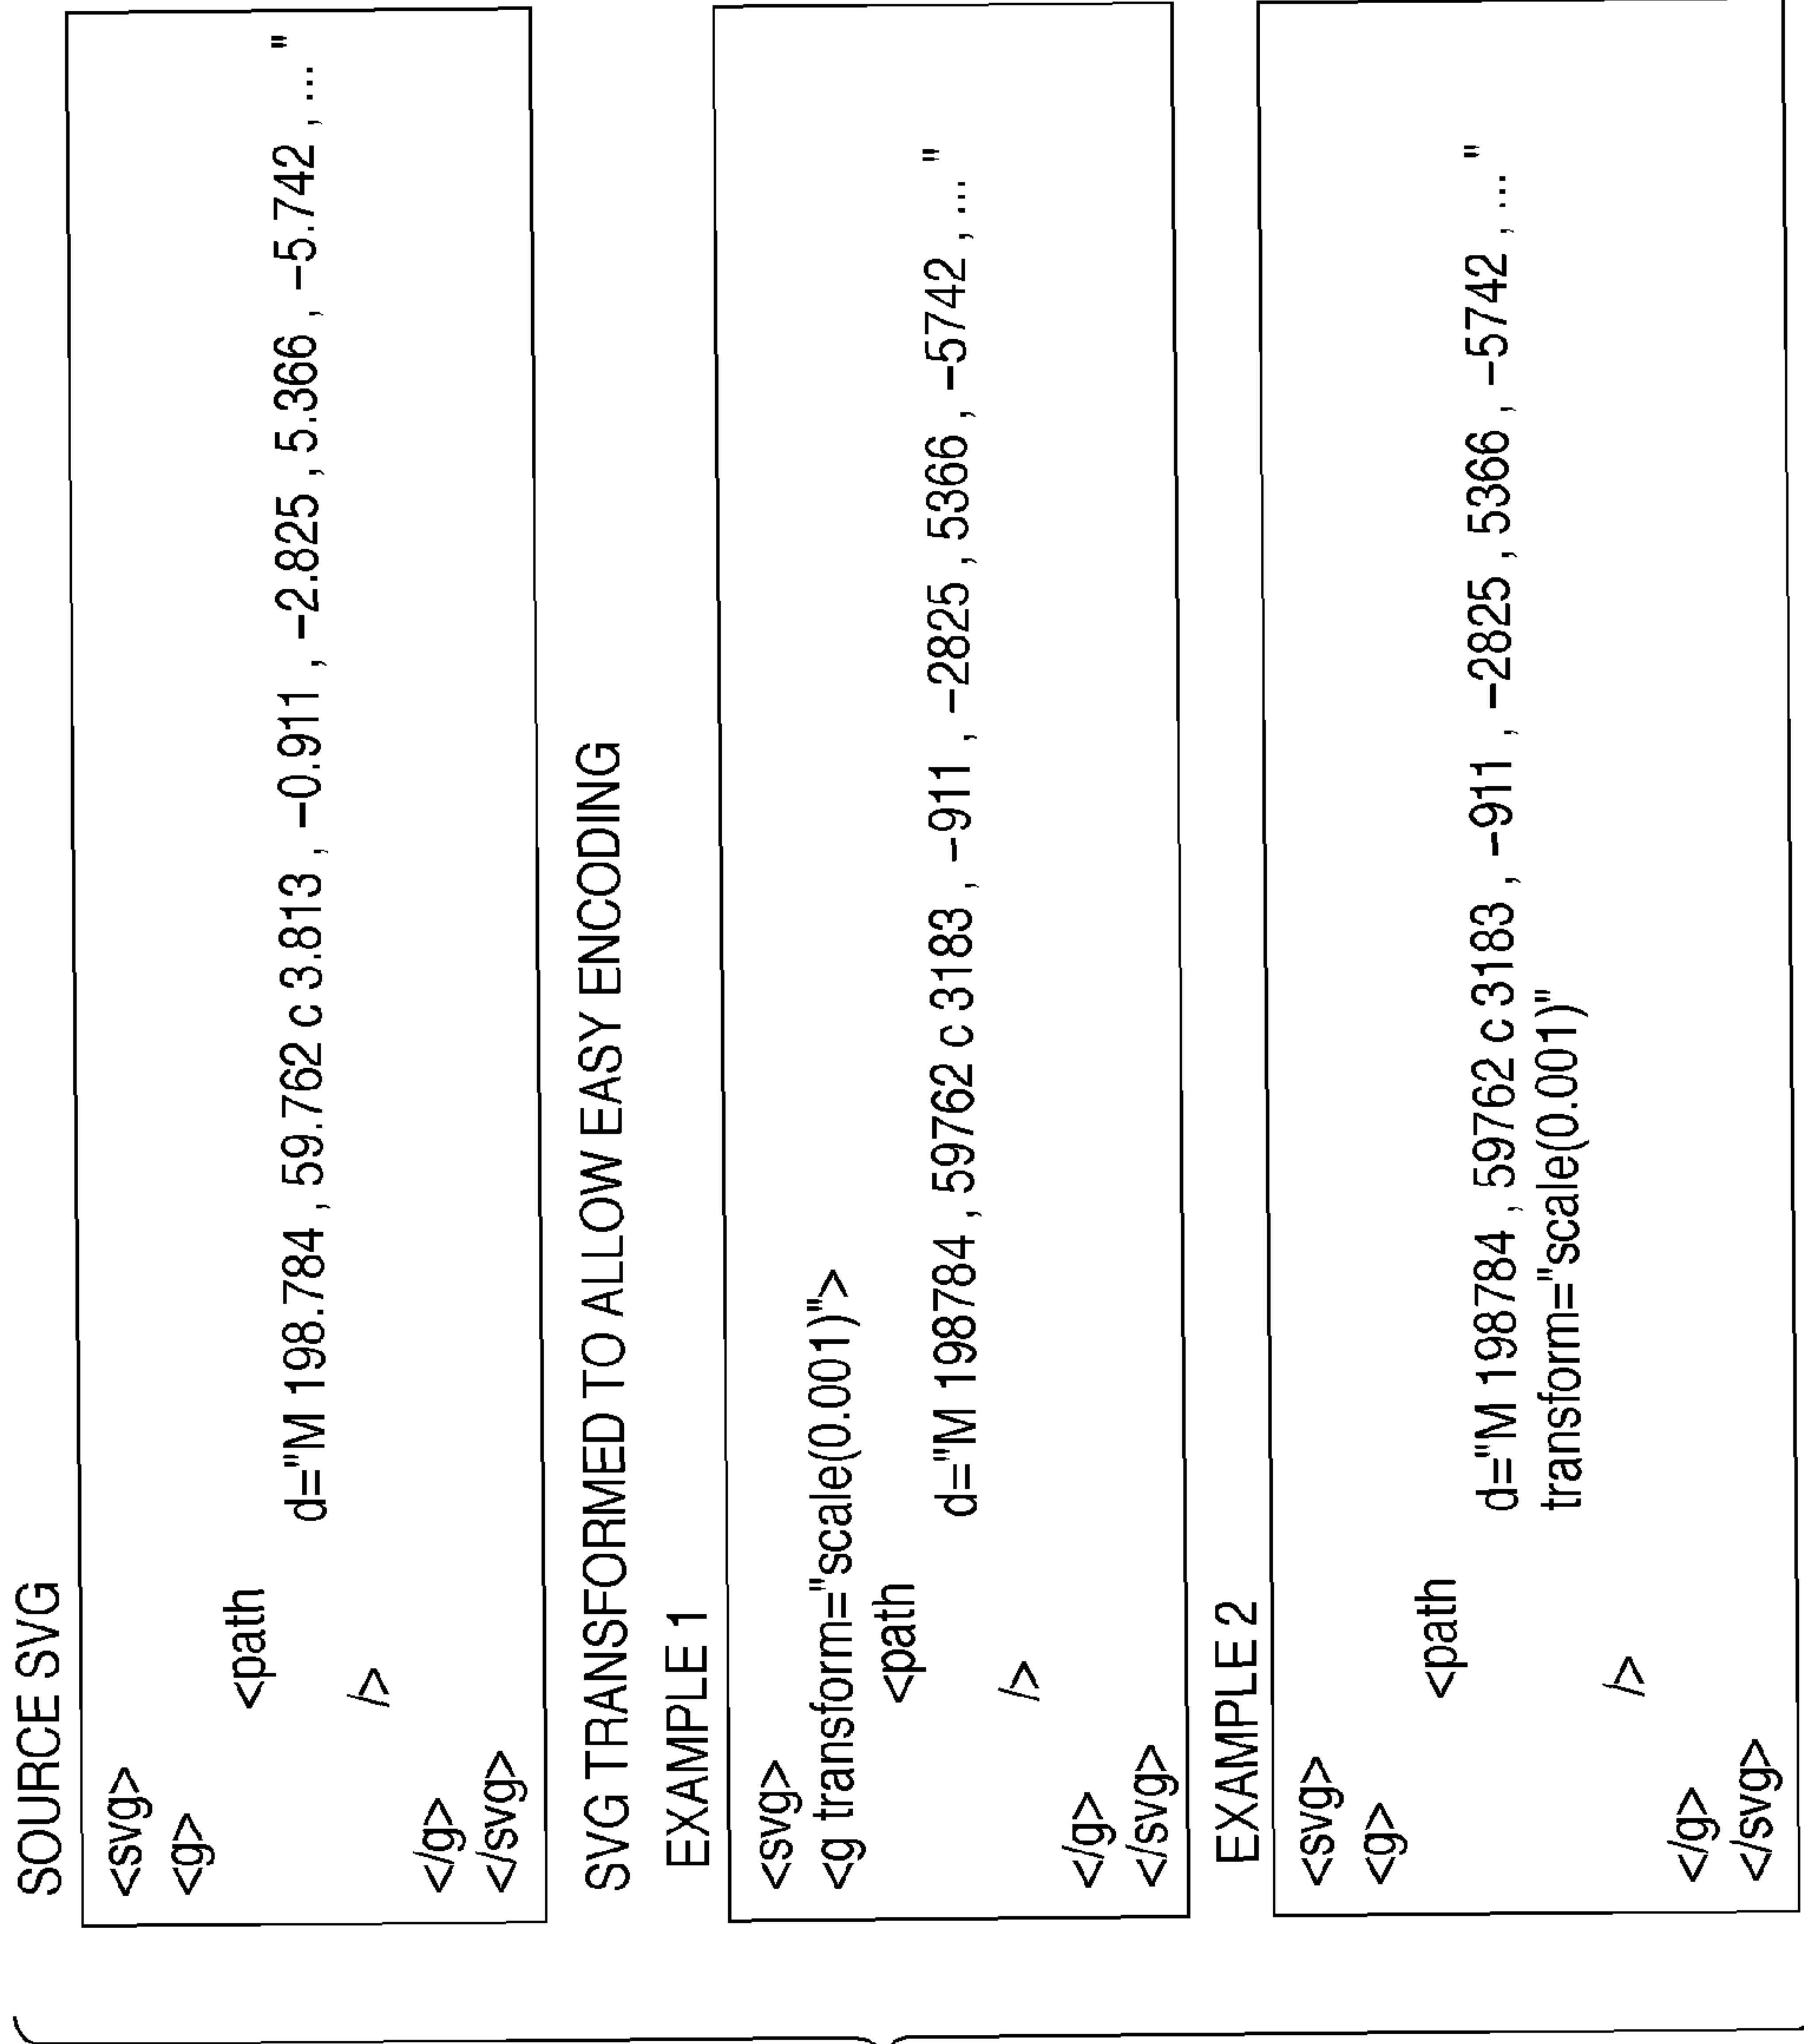 SOURCE SVG
<svg>
<g>
<path
d="M 198.784 , 59.762 c 3.813 , −0.911 , −2.825 , 5.366 , −5.742 , ... "
/>
</g>
</svg>
SVG TRANSFORMED TO ALLOW EASY ENCODING
EXAMPLE 1
<svg>
<g transform="scale(0.001)">
<path
d="M 198784 , 59762 c 3183 , −911 , −2825 , 5366 , −5742 , ... "
/>
</g>
</svg>
EXAMPLE 2
<svg>
<g>
<path
d="M 198784 , 59762 c 3183 , −911 , −2825 , 5366 , −5742 , ... "
transform="scale(0.001)"
/>
</g>
</svg>